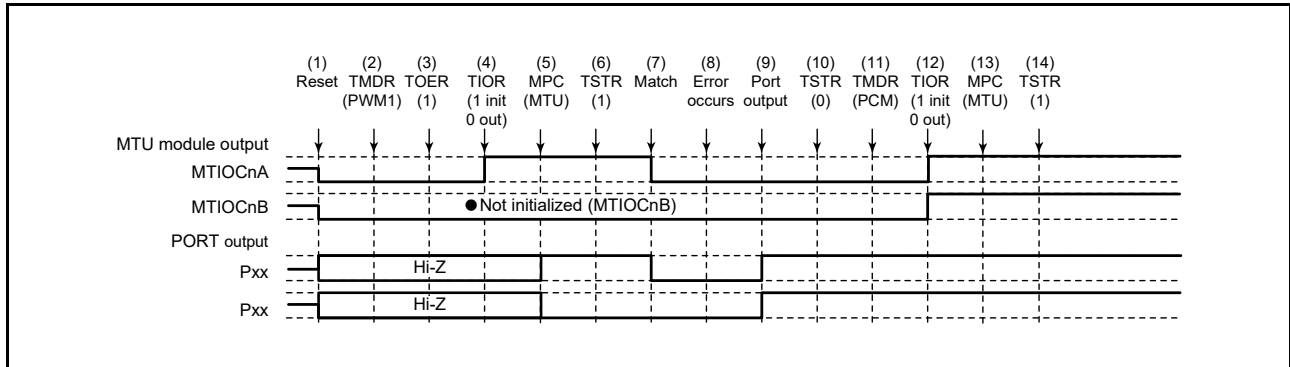 (1) (2) (3) (4) (5) (6) (7) (8) (9) (10) (11) (12) (13) (14)
Reset TMDR TOER TIOR MPC TSTR Match Error Port TSTR TMDR TIOR MPC TSTR
(PWM1) (1) (1 init (MTU) (1) occurs output (0) (PCM) (1 init (MTU) (1)
0 out) 0 out)
MTU module output
MTIOCnA
MTIOCnB ●Not initialized (MTIOCnB)
PORT output
Pxx Hi-Z
Pxx Hi-Z